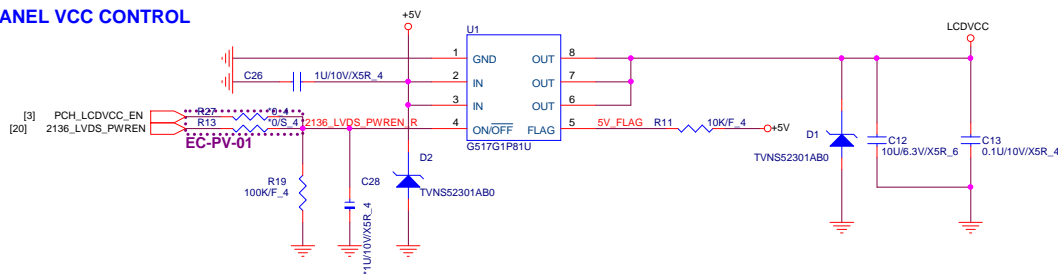 ANEL VCC CONTROL
+5V
LCDVCC
U1
1 GND OUT 8
C26 1U/10V/X5R_4
2 IN OUT 7
3 IN OUT 6
[3] PCH_LCDVCC_EN R27 *0_4
[20] 2136_LVDS_PWREN R13 *0/S_4 2136_LVDS_PWREN_R 4 ON/OFF FLAG 5 5V_FLAG R11 10K/F_4 +5V
EC-PV-01
G517G1P81U
D1
TVNS52301AB0
C12
10U/6.3V/X5R_6
C13
0.1U/10V/X5R_4
D2
TVNS52301AB0
R19
100K/F_4
C28
*1U/10V/X5R_4